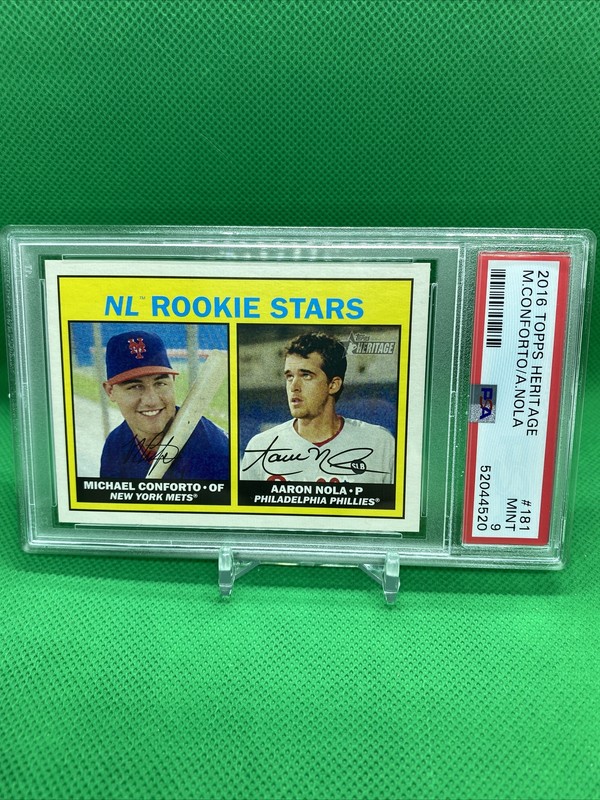 NL™ ROOKIE STARS
Topps
HERITAGE
MICHAEL CONFORTO • OF
NEW YORK METS®
AARON NOLA • P
PHILADELPHIA PHILLIES®
2016 TOPPS HERITAGE
M.CONFORTO/A.NOLA
#181
MINT
9
PSA
52044520